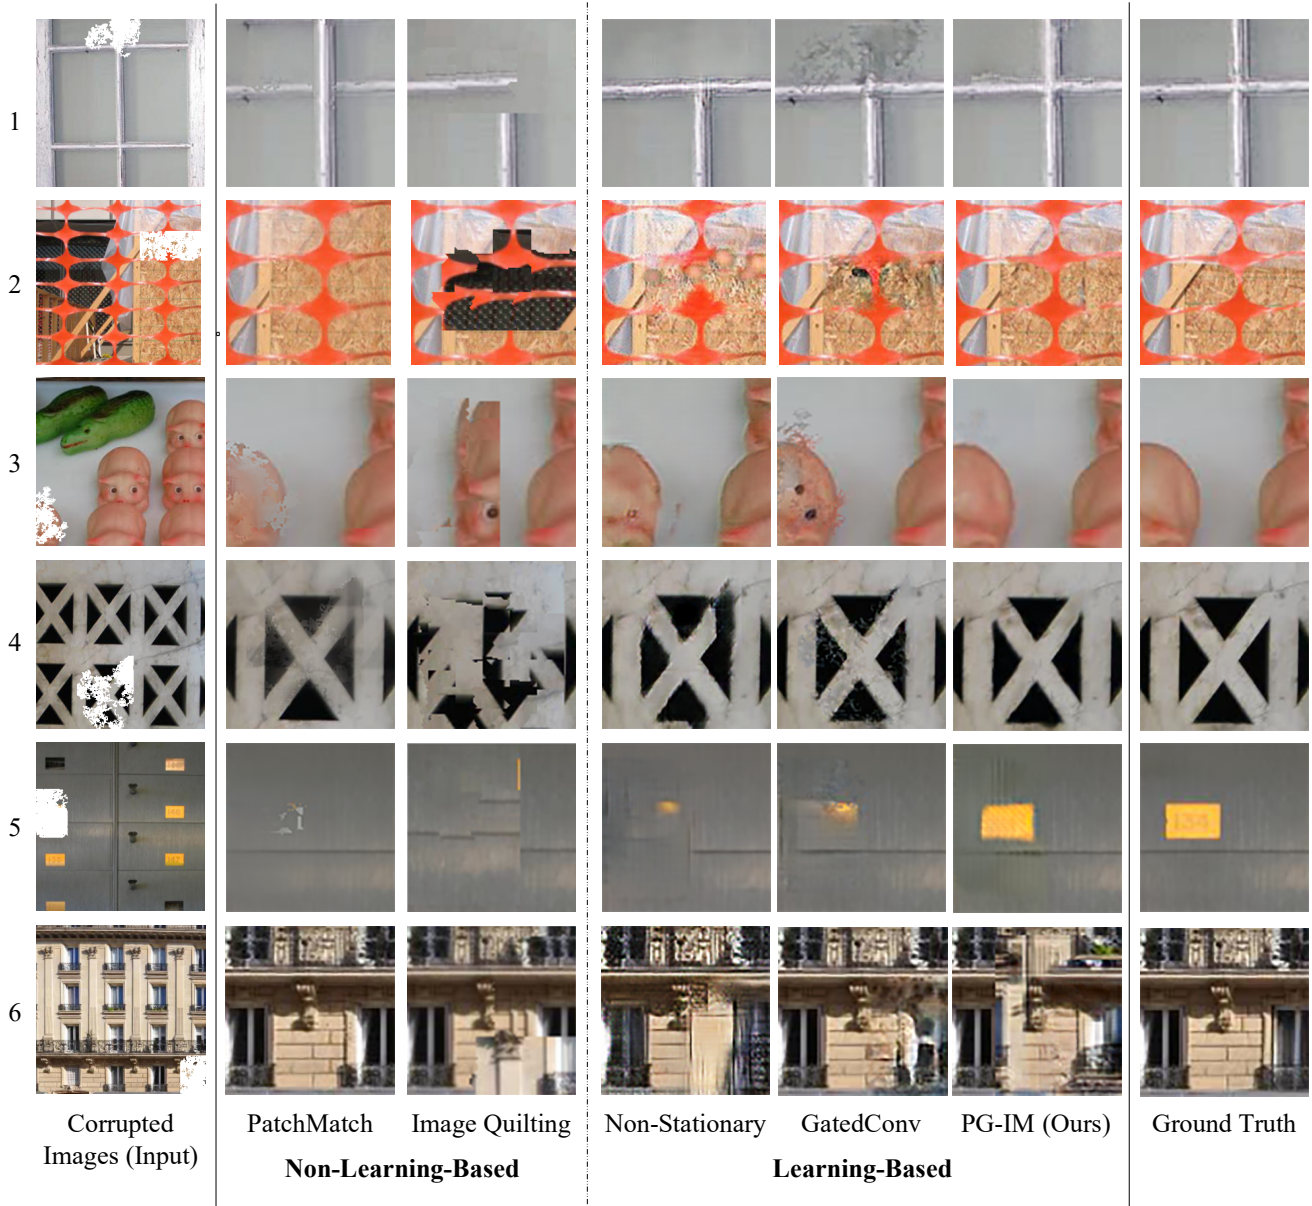 1
2
3
4
5
134
6
Corrupted Images (Input)
PatchMatch
Image Quilting
Non-Stationary
GatedConv
PG-IM (Ours)
Ground Truth
Non-Learning-Based
Learning-Based